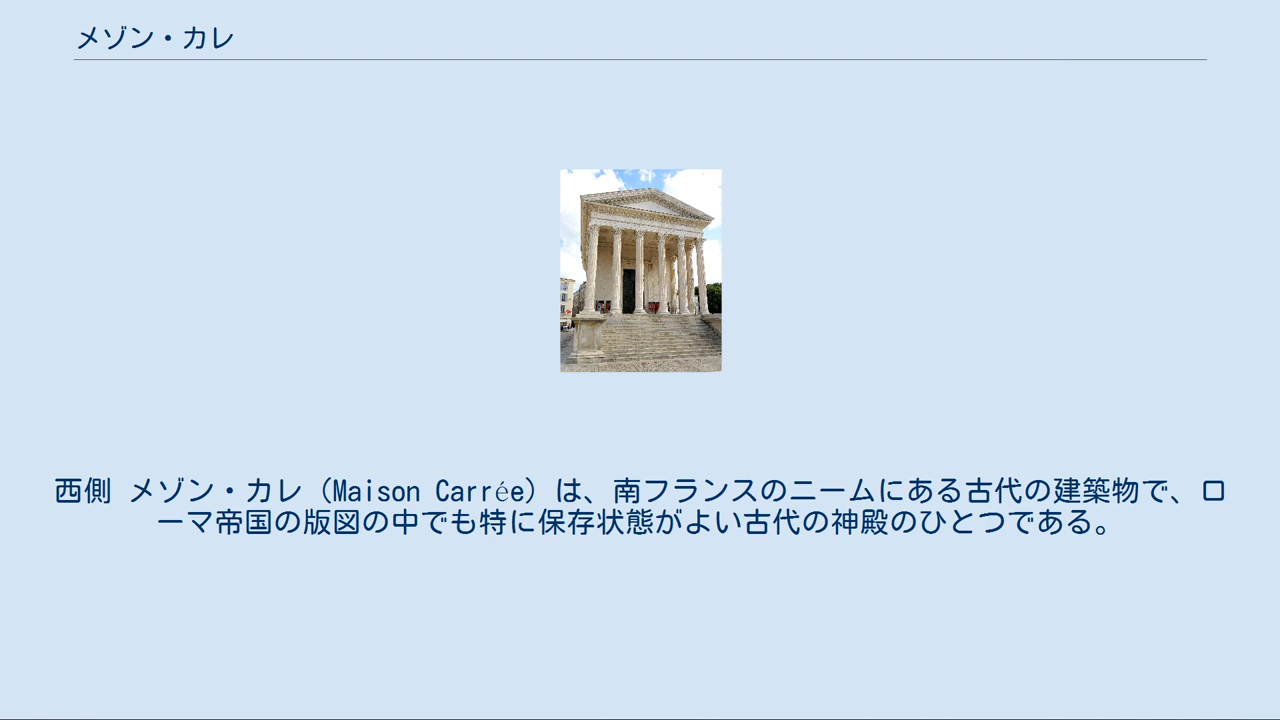 メゾン・カレ
西側 メゾン・カレ（Maison Carrée）は、南フランスのニームにある古代の建築物で、ロ
ーマ帝国の版図の中でも特に保存状態がよい古代の神殿のひとつである。